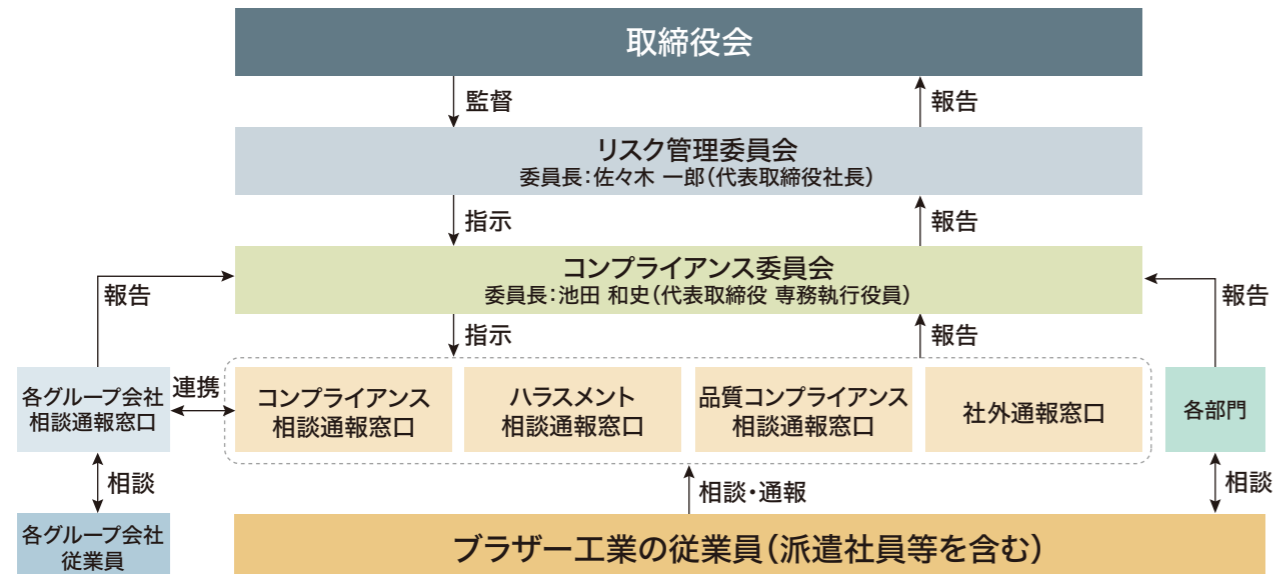 取締役会
監督
報告
リスク管理委員会
委員長：佐々木 一郎（代表取締役社長）
指示
報告
コンプライアンス委員会
委員長：池田 和史（代表取締役 専務執行役員）
報告
報告
指示
報告
各グループ会社
相談通報窓口
連携
コンプライアンス
相談通報窓口
ハラスメント
相談通報窓口
品質コンプライアンス
相談通報窓口
社外通報窓口
各部門
相談
相談・通報
相談
各グループ会社
従業員
ブラザー工業の従業員（派遣社員等を含む）